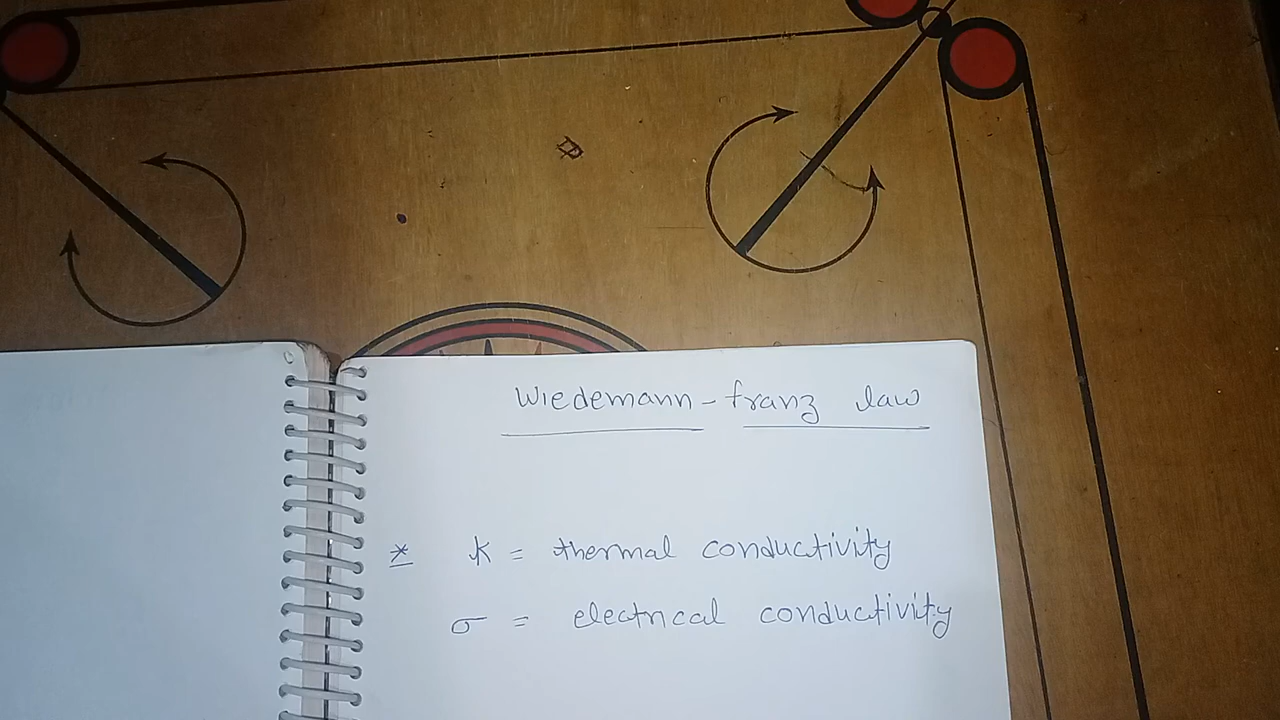 Wiedemann - franz law
* K = thermal conductivity
σ = electrical conductivity